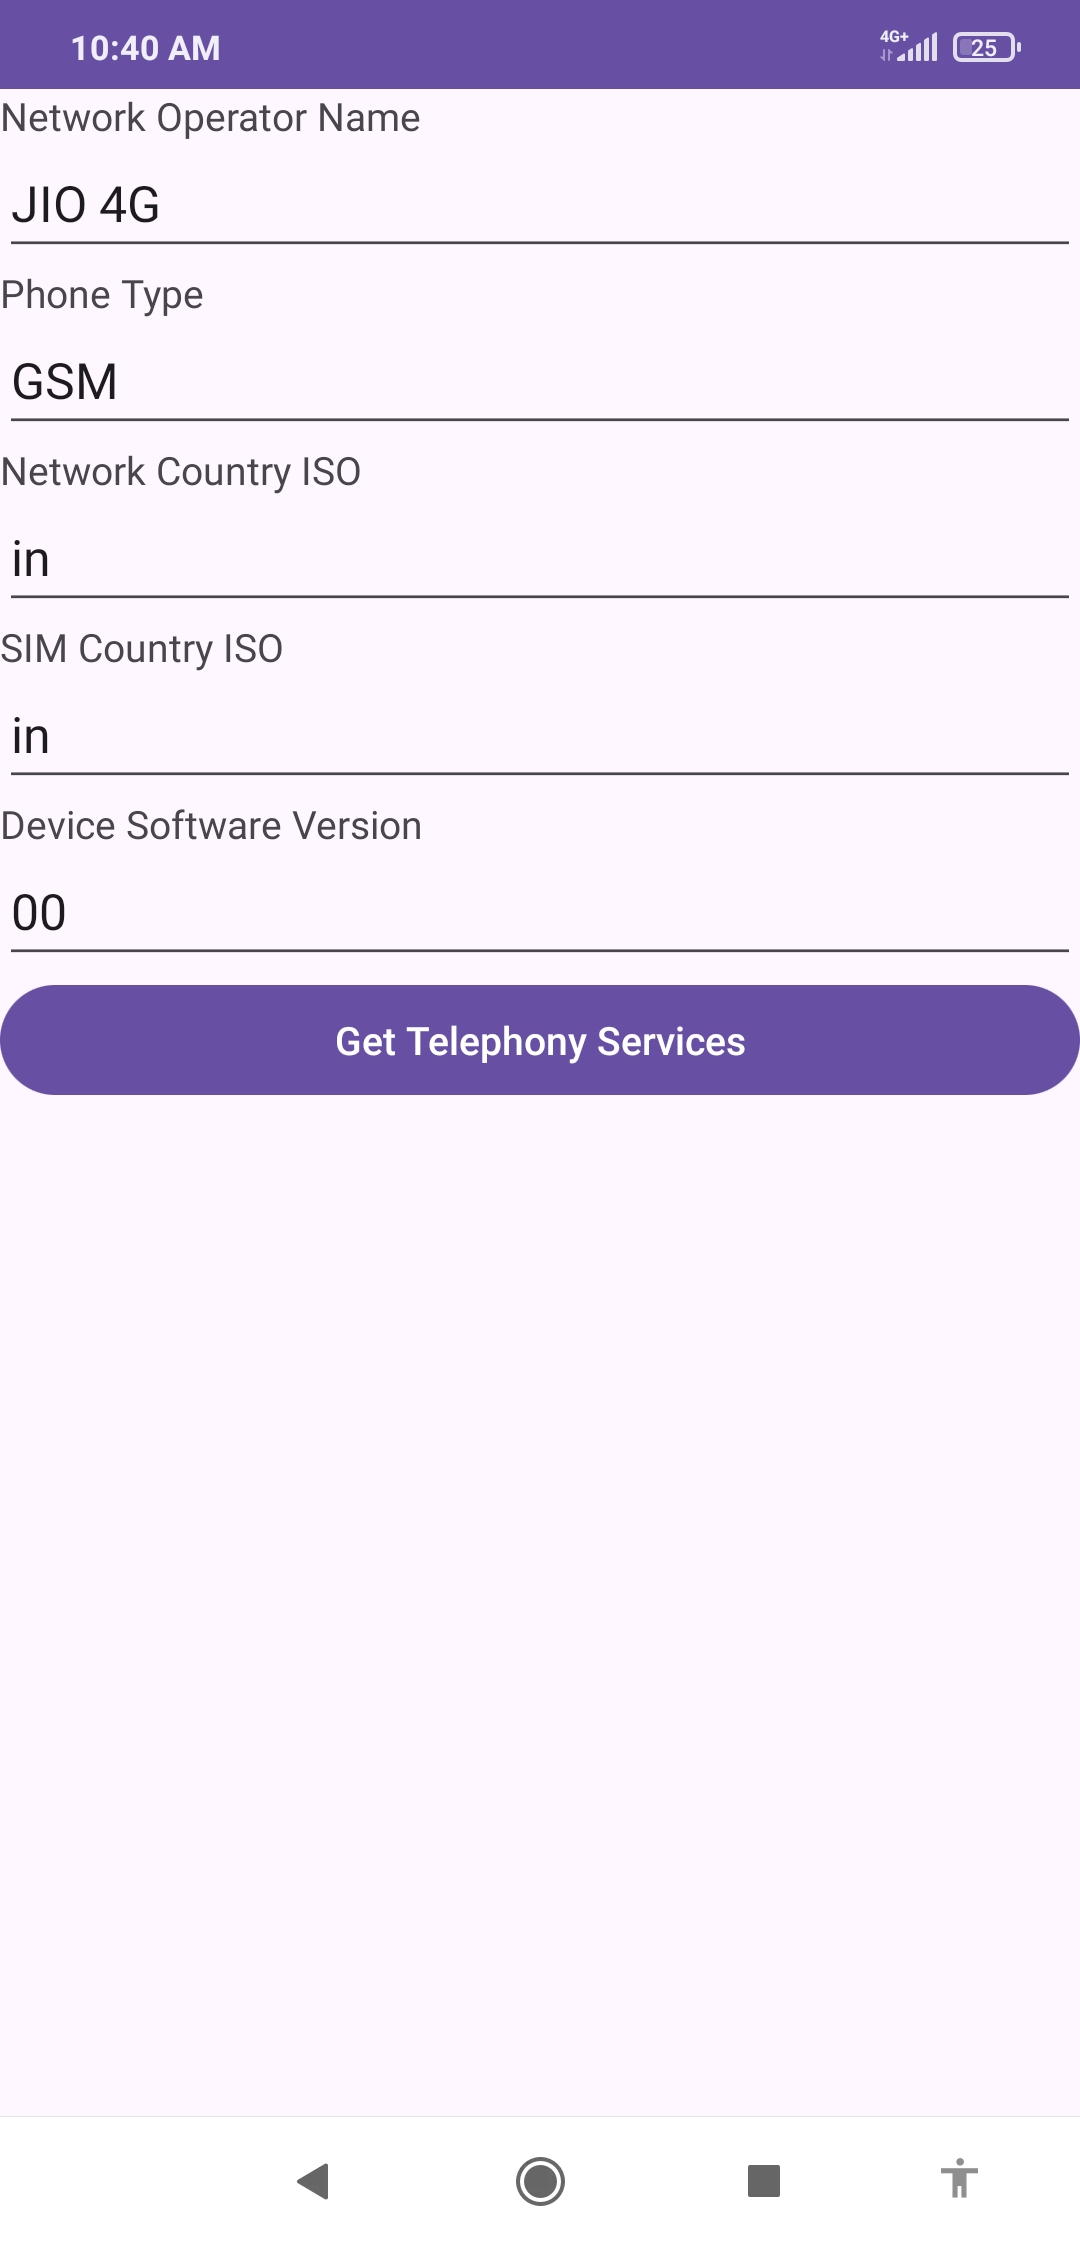 10:40 AM
4G+
25
Network Operator Name
JIO 4G
Phone Type
GSM
Network Country ISO
in
SIM Country ISO
in
Device Software Version
00
Get Telephony Services